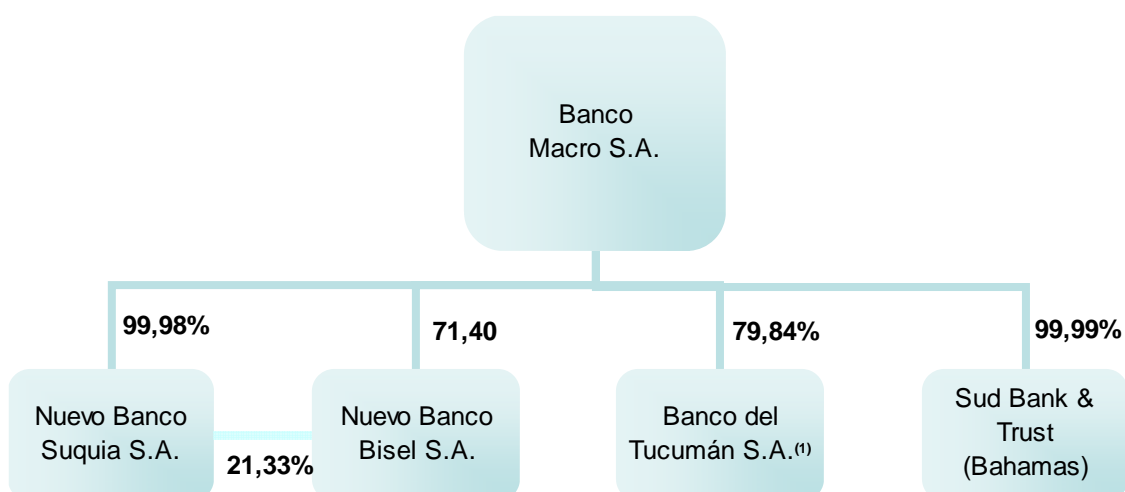 Banco
Macro S.A.
99,98%
71,40
79,84%
99,99%
Nuevo Banco
Suquia S.A.
21,33%
Nuevo Banco
Bisel S.A.
Banco del
Tucumán S.A.(1)
Sud Bank &
Trust
(Bahamas)